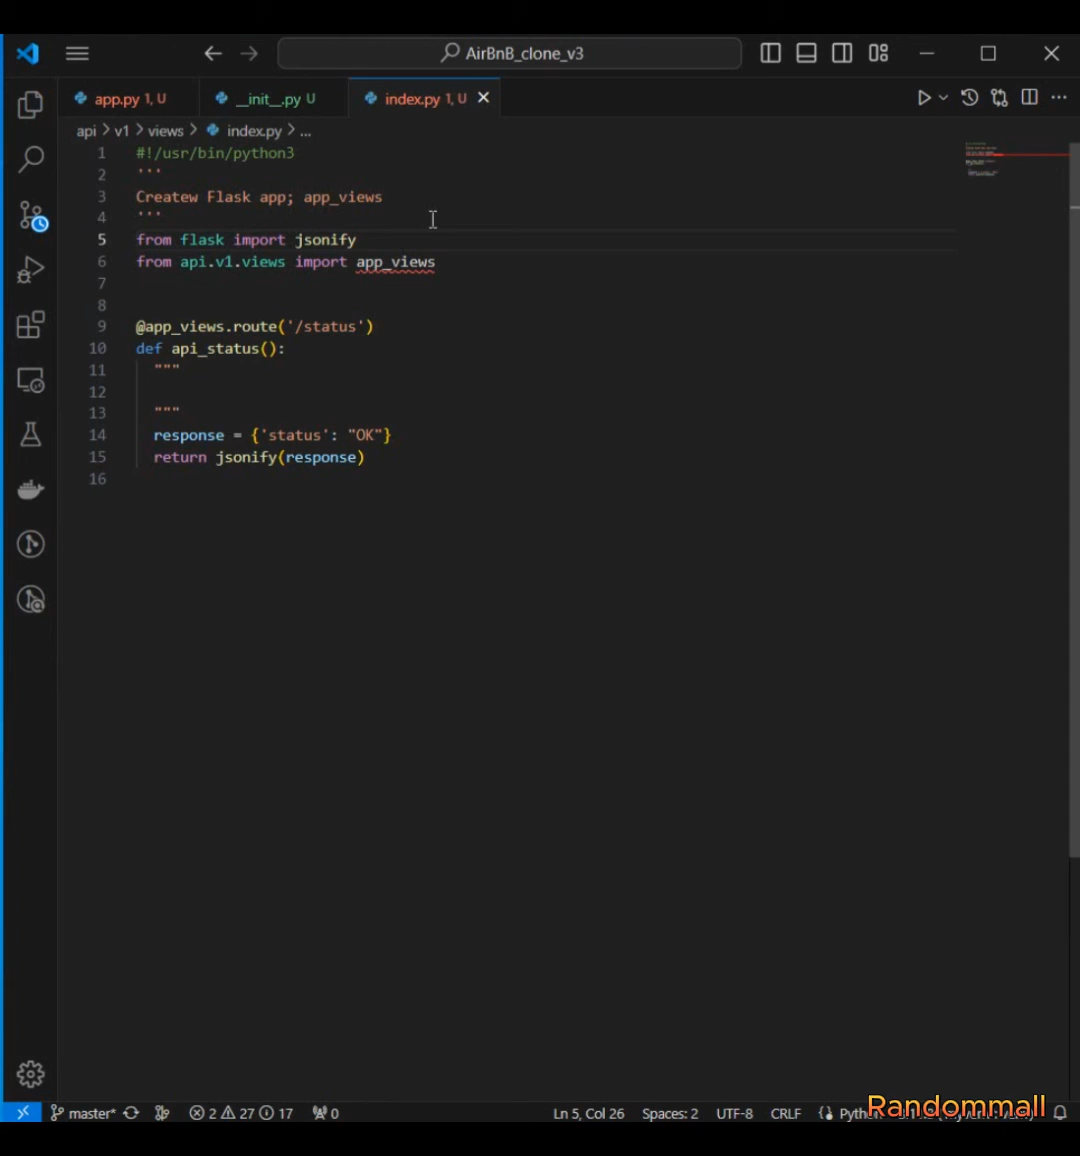 AirBnB_clone_v3
app.py 1, U
__init__.py U
index.py 1, U
api > v1 > views > index.py > ...
1 #!/usr/bin/python3
2 '''
3 Createw Flask app; app_views
4 '''
5 from flask import jsonify
6 from api.v1.views import app_views
7
8
9 @app_views.route('/status')
10 def api_status():
11 """
12
13 """
14 response = {'status': "OK"}
15 return jsonify(response)
16
master* 2 27 17 0 Ln 5, Col 26 Spaces: 2 UTF-8 CRLF
Randommall